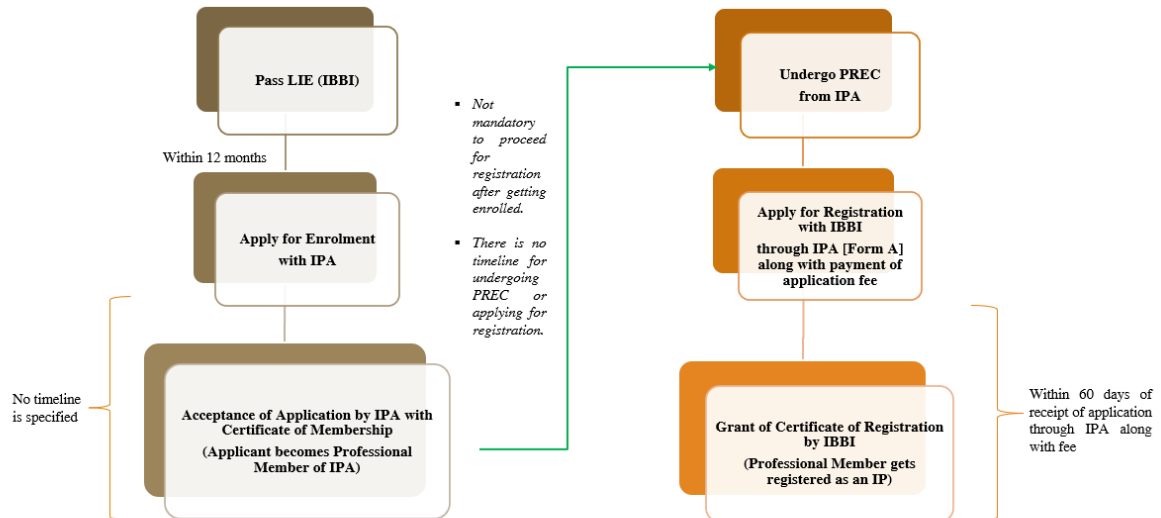 Pass LIE (IBBI)
Within 12 months
Apply for Enrolment
with IPA
No timeline
is specified
Acceptance of Application by IPA with
Certificate of Membership
(Applicant becomes Professional
Member of IPA)
▪ Not
mandatory
to proceed
for
registration
after getting
enrolled.
▪ There is no
timeline for
undergoing
PREC or
applying for
registration.
Undergo PREC
from IPA
Apply for Registration
with IBBI
through IPA [Form A]
along with payment of
application fee
Grant of Certificate of Registration
by IBBI
(Professional Member gets
registered as an IP)
Within 60 days of
receipt of application
through IPA along
with fee